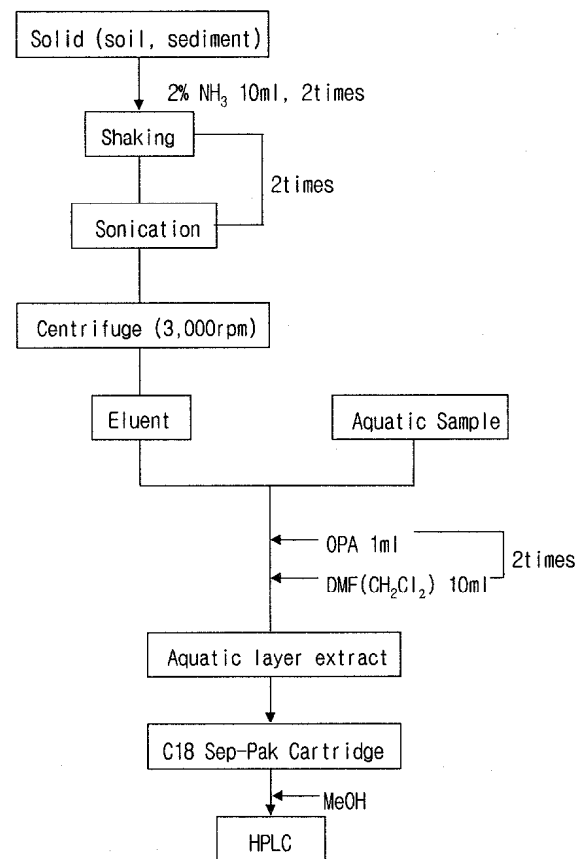 Solid (soil, sediment)
2% NH₃ 10ml, 2times
Shaking
2times
Sonication
Centrifuge (3,000rpm)
Eluent
Aquatic Sample
OPA 1ml
2times
DMF(CH₂Cl₂) 10ml
Aquatic layer extract
C18 Sep-Pak Cartridge
MeOH
HPLC